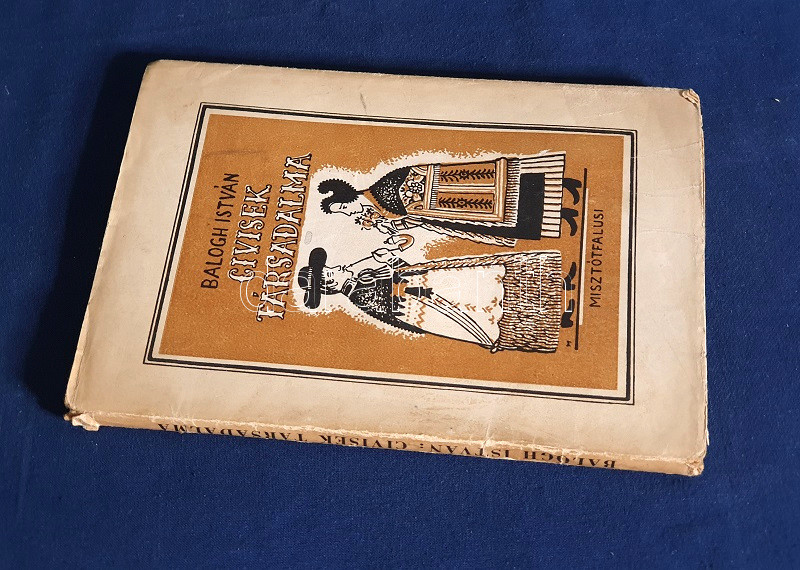 BALOGH ISTVÁN
CIVISEK
TÁRSADALMA
MISZTÓTFALUSI
BALOGH ISTVÁN: CIVISEK TÁRSADALMA